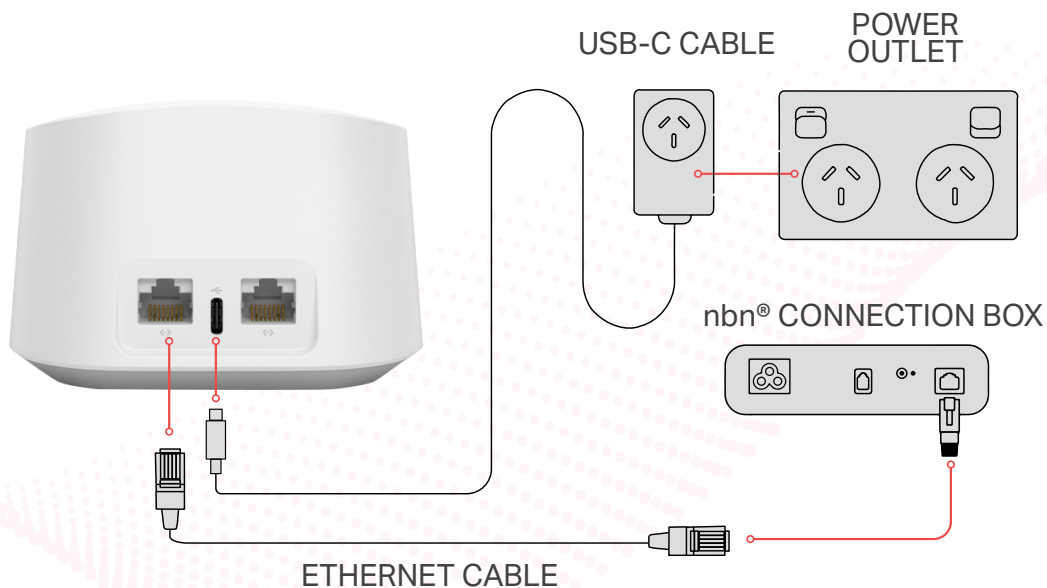 USB-C CABLE
POWER
OUTLET
nbn® CONNECTION BOX
ETHERNET CABLE